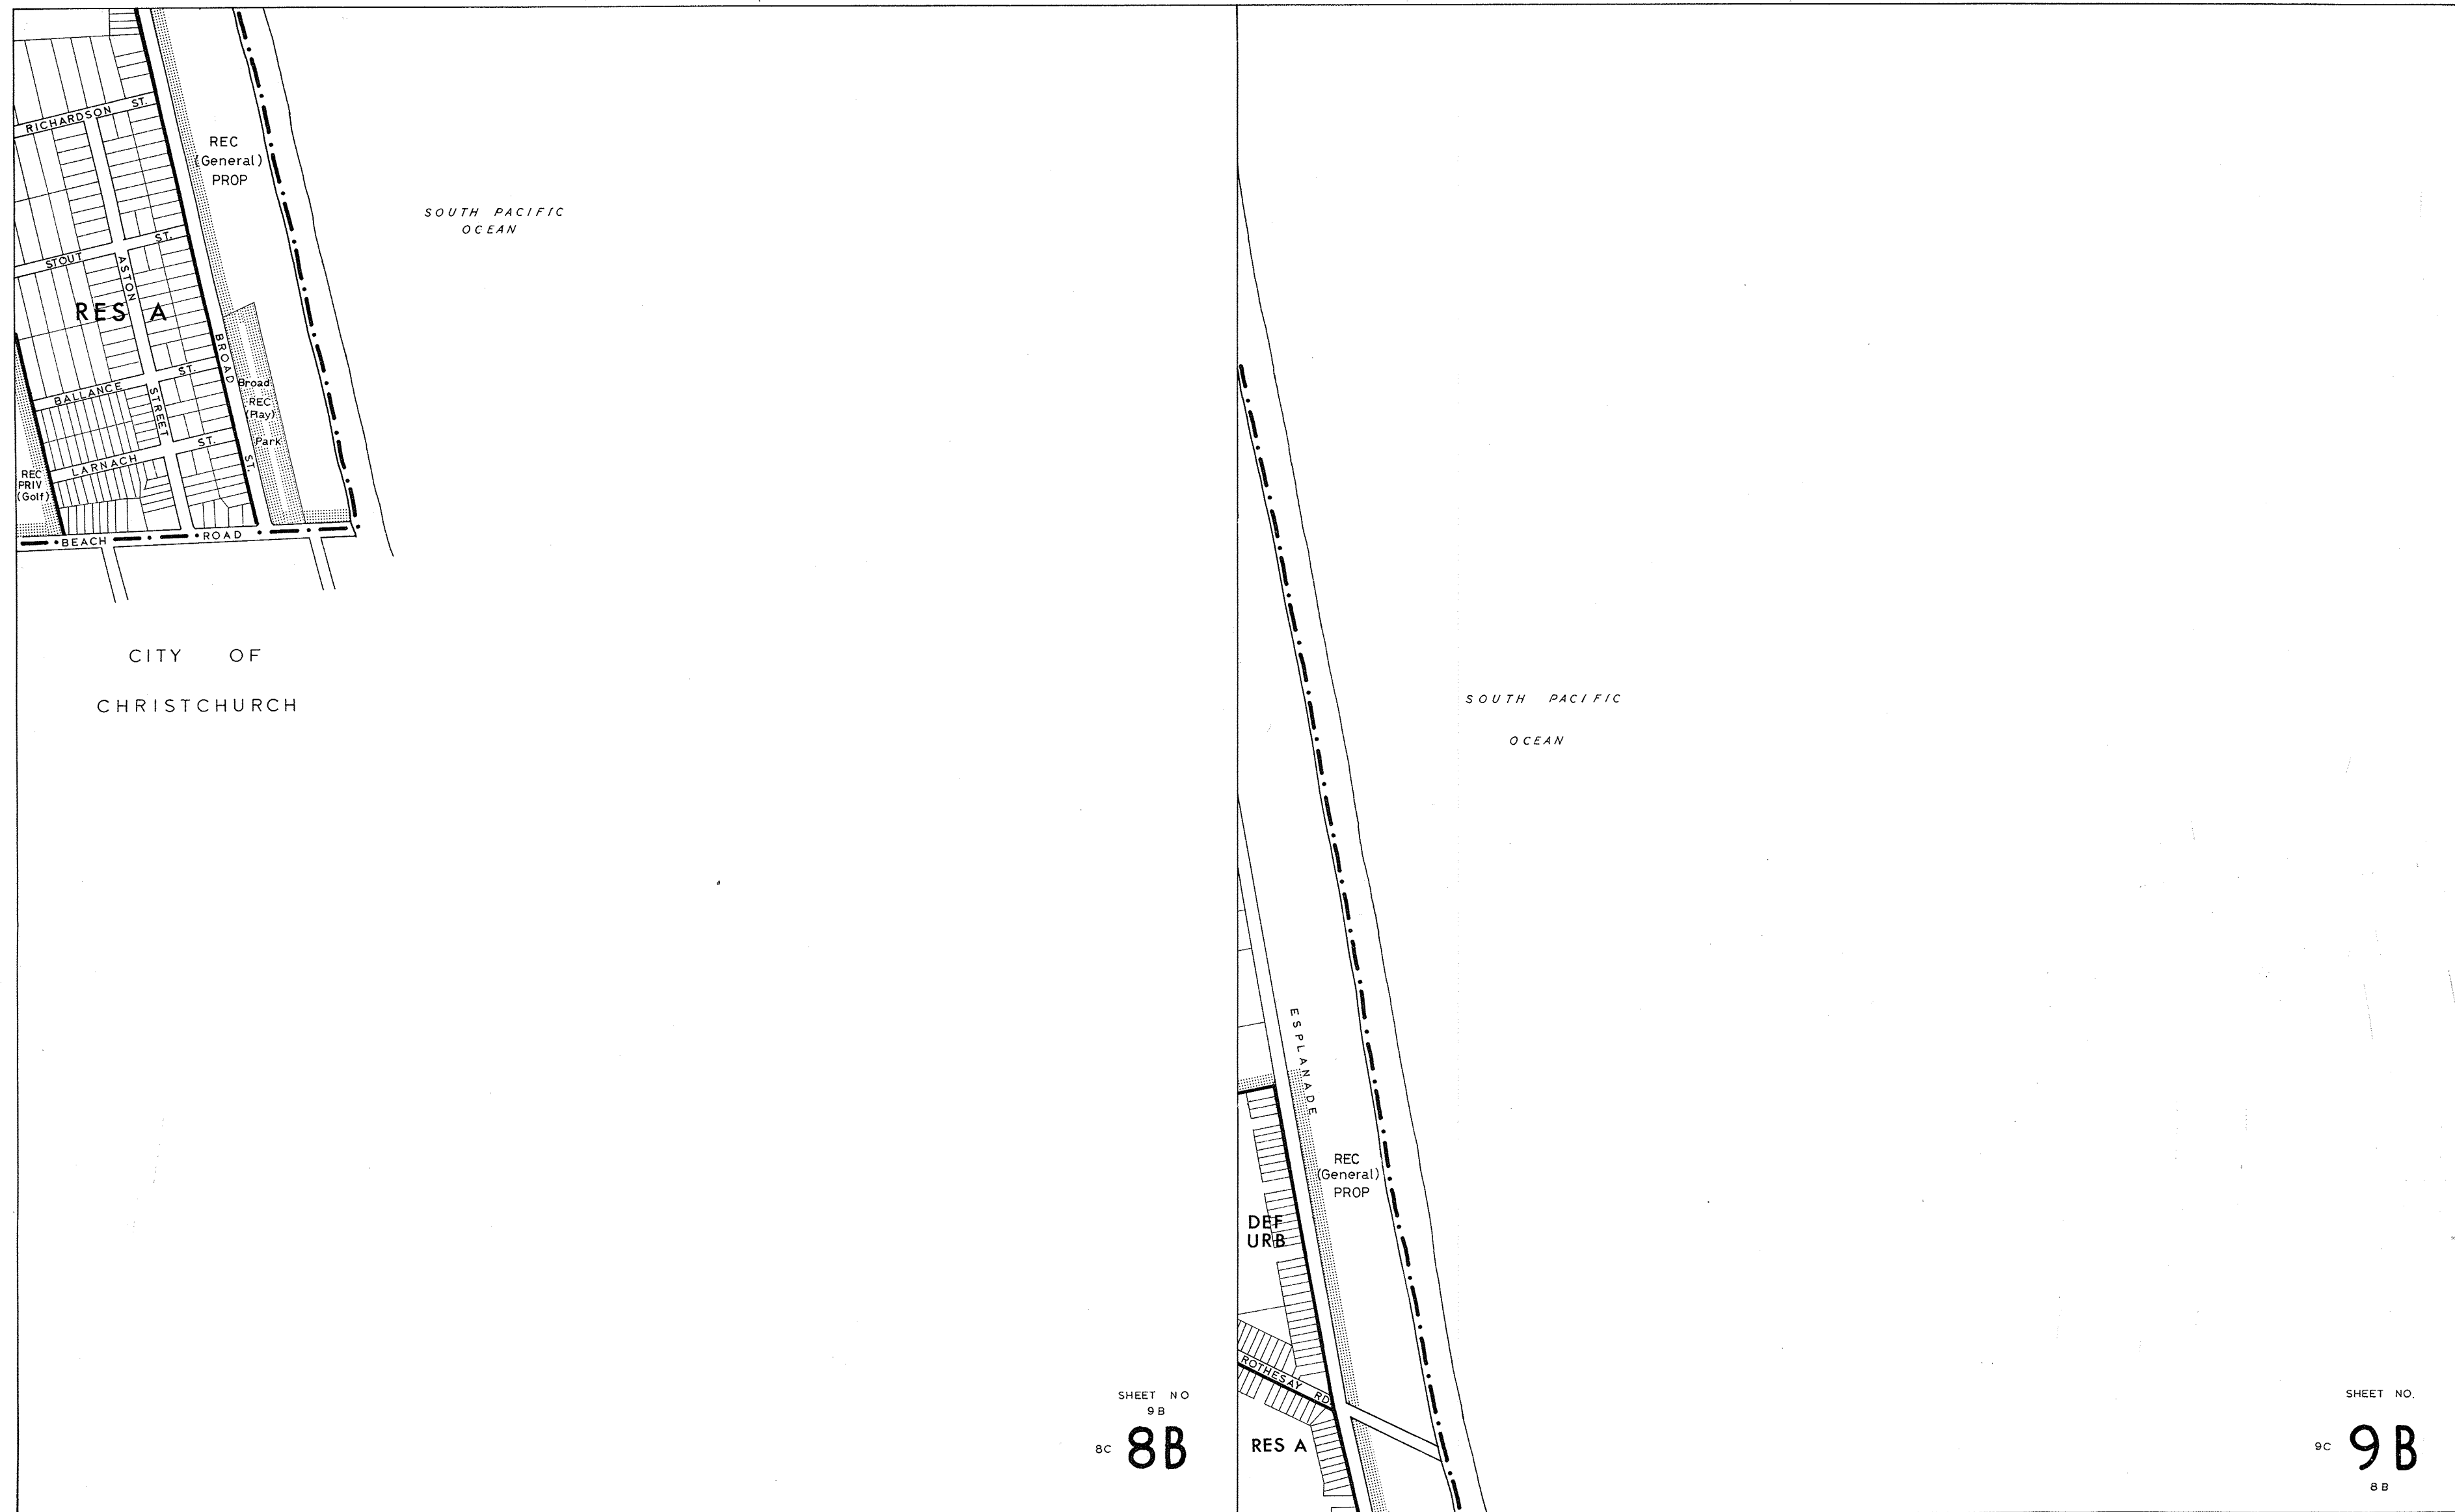 RICHARDSON ST.
REC
(General)
PROP
SOUTH PACIFIC
OCEAN
STOUT ST.
ASTON STREET
RES A
BROAD ST.
BALLANCE ST.
Broad
REC
(Play)
Park
LARNACH ST.
REC
PRIV
(Golf)
BEACH ROAD
CITY OF
CHRISTCHURCH
SHEET NO
9B
8C 8B
SOUTH PACIFIC
OCEAN
ESPLANADE
REC
(General)
PROP
DEF
URB
ROTHESAY RD.
RES A
SHEET NO.
9C 9B
8B